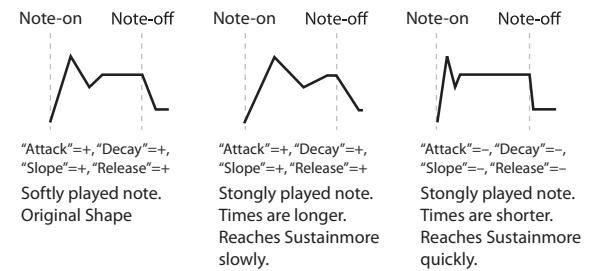 Note-on Note-off
"Attack"=+, "Decay"=+,
"Slope"=+, "Release"=+
Softly played note.
Original Shape
Note-on Note-off
"Attack"=+, "Decay"=+,
"Slope"=+, "Release"=+
Stongly played note.
Times are longer.
Reaches Sustainmore
slowly.
Note-on Note-off
"Attack"=–, "Decay"=–,
"Slope"=–, "Release"=–
Stongly played note.
Times are shorter.
Reaches Sustainmore
quickly.